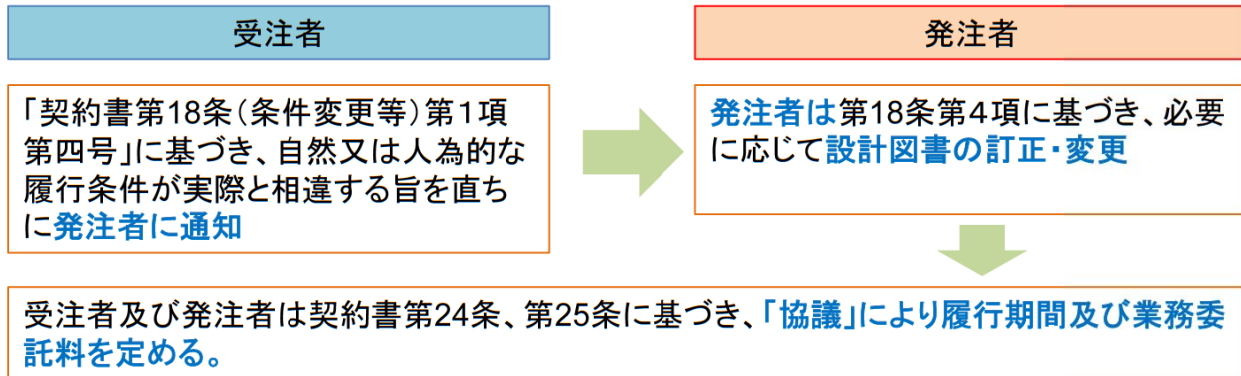 受注者
発注者
「契約書第18条(条件変更等)第1項
第四号」に基づき、自然又は人為的な
履行条件が実際と相違する旨を直ち
に発注者に通知
発注者は第18条第4項に基づき、必要
に応じて設計図書の訂正・変更
受注者及び発注者は契約書第24条、第25条に基づき、「協議」により履行期間及び業務委
託料を定める。